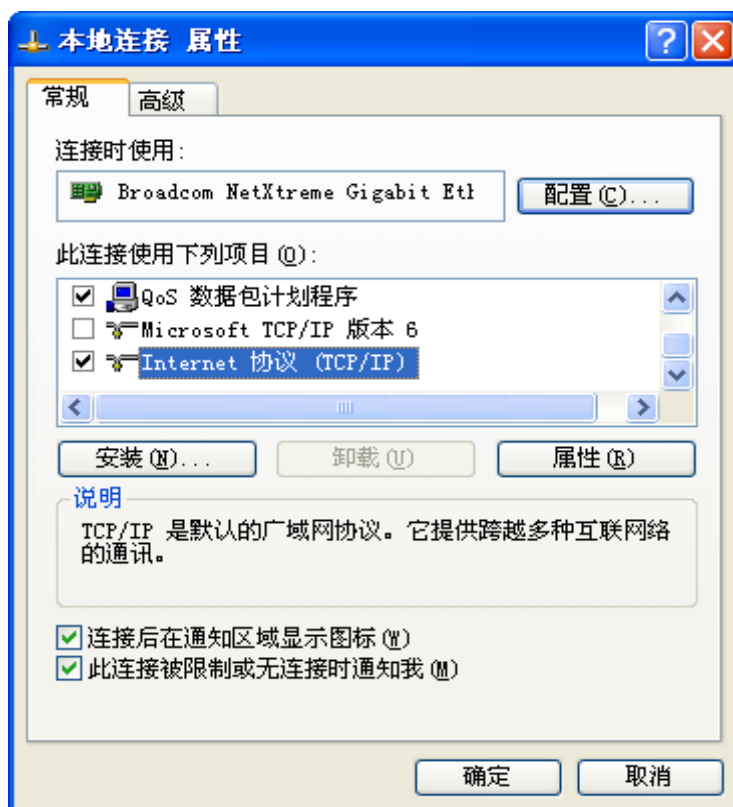 本地连接 属性
常规
高级
连接时使用:
Broadcom NetXtreme Gigabit Etl
配置(C)...
此连接使用下列项目(O):
QoS 数据包计划程序
Microsoft TCP/IP 版本 6
Internet 协议 (TCP/IP)
安装(N)...
卸载(U)
属性(R)
说明
TCP/IP 是默认的广域网协议。它提供跨越多种互联网络
的通讯。
连接后在通知区域显示图标(W)
此连接被限制或无连接时通知我(M)
确定
取消